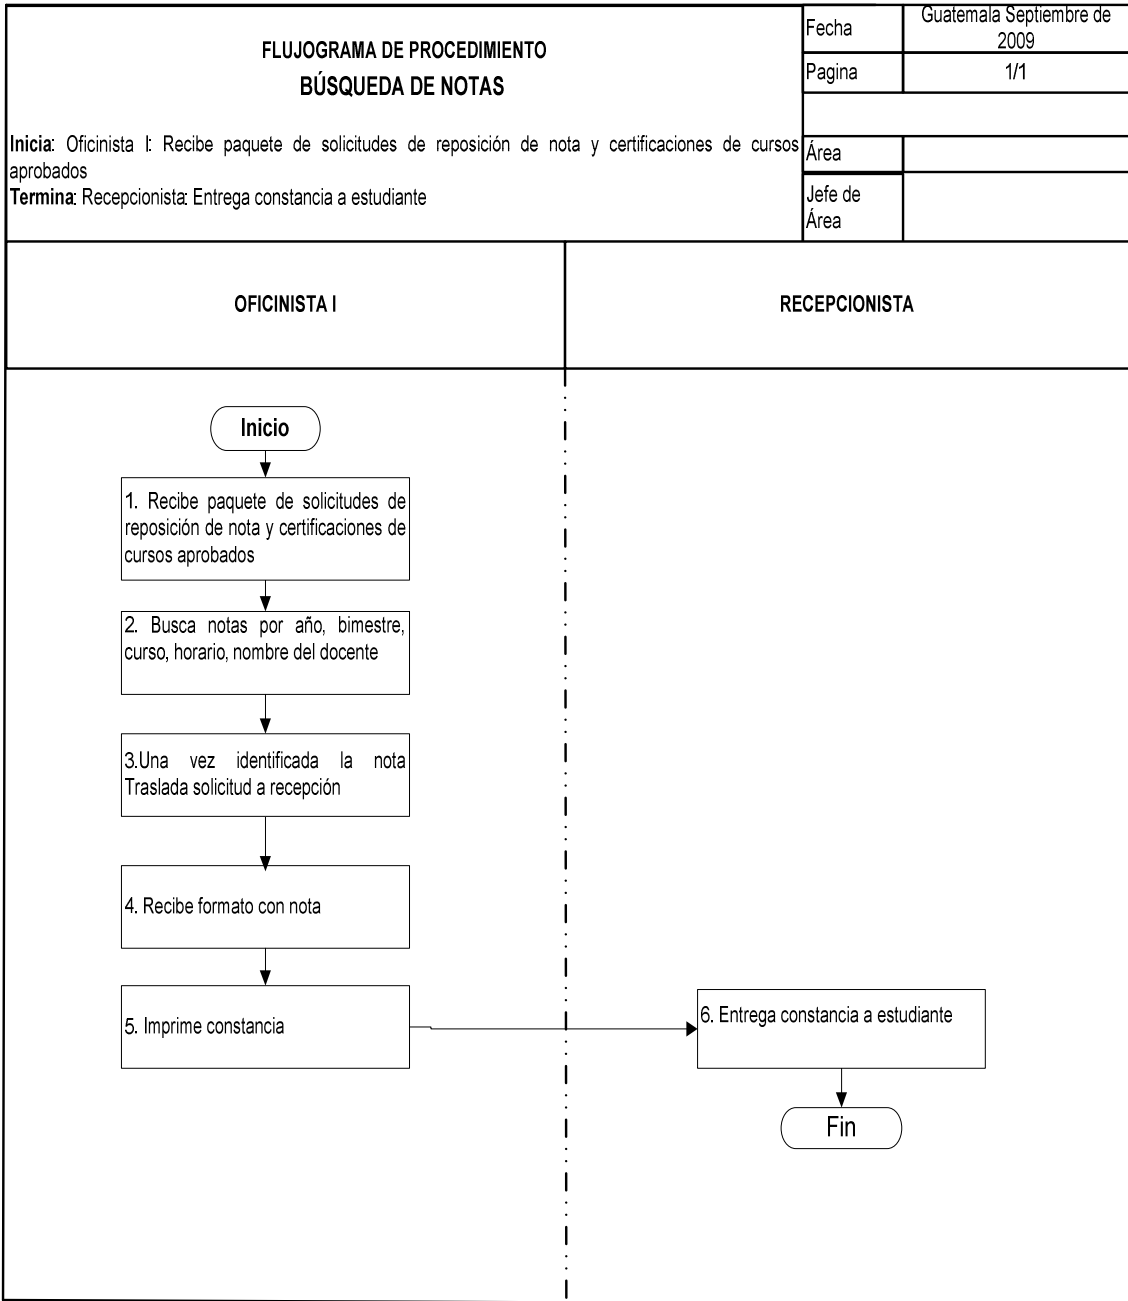 FLUJOGRAMA DE PROCEDIMIENTO
BÚSQUEDA DE NOTAS
Inicia: Oficinista I: Recibe paquete de solicitudes de reposición de nota y certificaciones de cursos
aprobados
Termina: Recepcionista: Entrega constancia a estudiante
Fecha
Guatemala Septiembre de
2009
Pagina
1/1
Área
Jefe de
Área
OFICINISTA I
RECEPCIONISTA
Inicio
1. Recibe paquete de solicitudes de
reposición de nota y certificaciones de
cursos aprobados
2. Busca notas por año, bimestre,
curso, horario, nombre del docente
3.Una vez identificada la nota
Traslada solicitud a recepción
4. Recibe formato con nota
5. Imprime constancia
6. Entrega constancia a estudiante
Fin